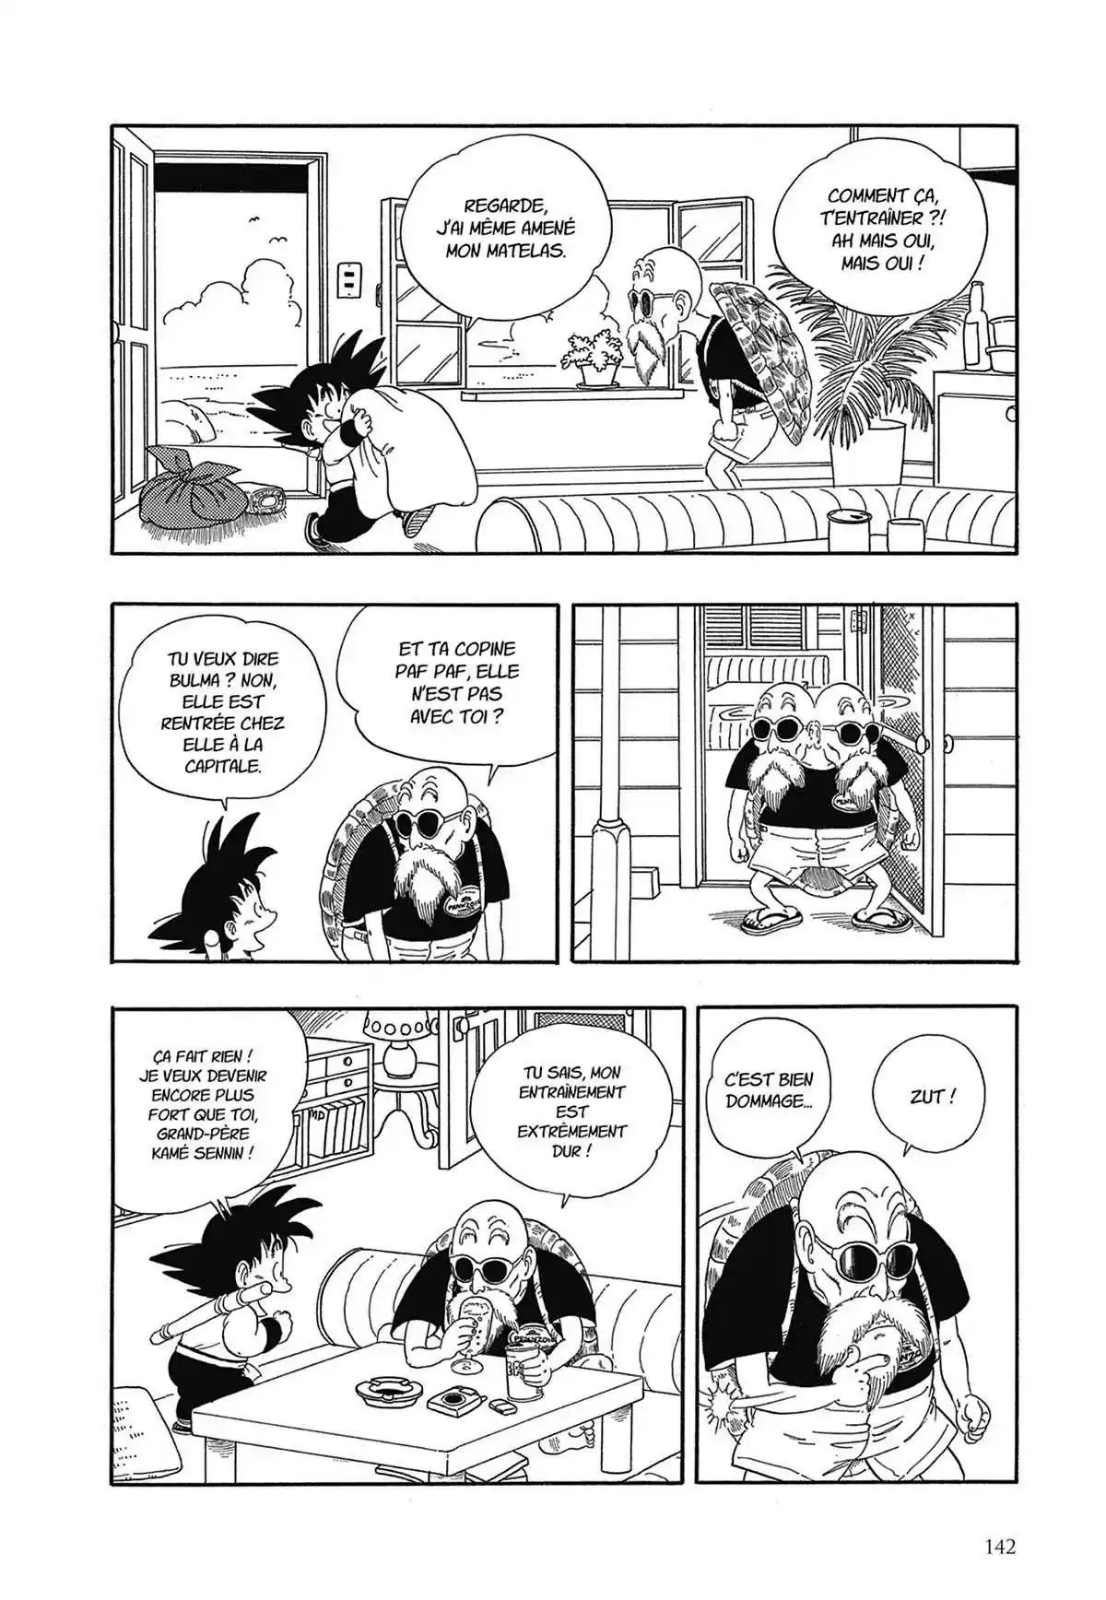 COMMENT ÇA,
T'ENTRAÎNER ?!
AH MAIS OUI,
MAIS OUI !
REGARDE,
J'AI MÊME AMENÉ
MON MATELAS.
ET TA COPINE
PAF PAF, ELLE
N'EST PAS
AVEC TOI ?
TU VEUX DIRE
BULMA ? NON,
ELLE EST
RENTRÉE CHEZ
ELLE À LA
CAPITALE.
PENNZOIL
ZUT !
C'EST BIEN
DOMMAGE...
TU SAIS, MON
ENTRAÎNEMENT
EST
EXTRÊMEMENT
DUR !
ÇA FAIT RIEN !
JE VEUX DEVENIR
ENCORE PLUS
FORT QUE TOI,
GRAND-PÈRE
KAMÉ SENNIN !
MD
142